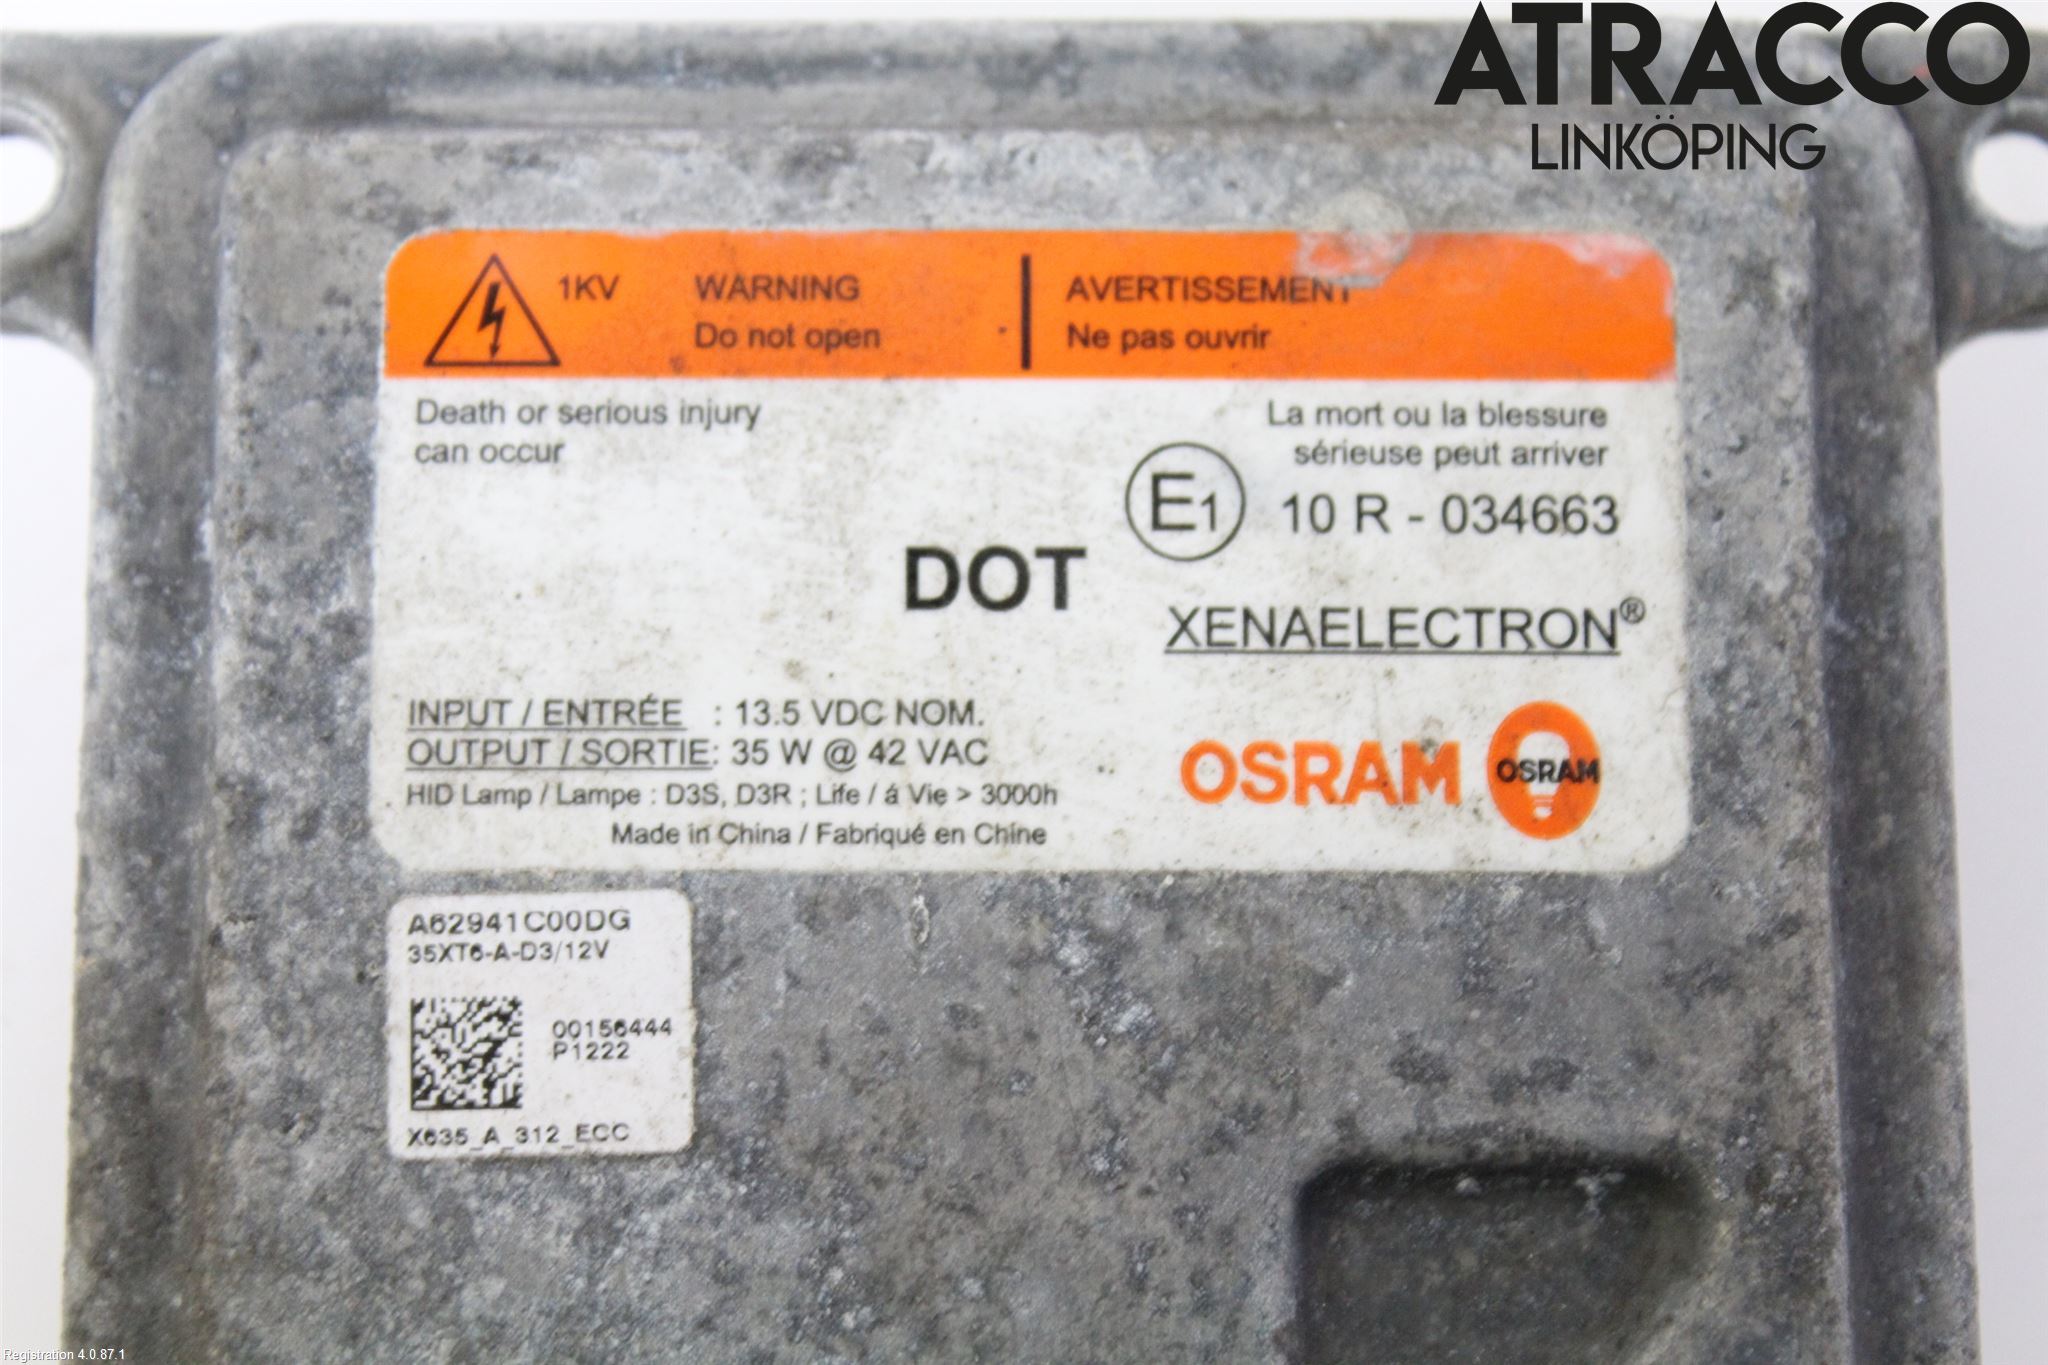 ATRACCO
LINKÖPING
1KV
WARNING
Do not open
AVERTISSEMENT
Ne pas ouvrir
Death or serious injury
can occur
La mort ou la blessure
sérieuse peut arriver
E1 10 R - 034663
DOT
XENAELECTRON®
INPUT / ENTRÉE : 13.5 VDC NOM.
OUTPUT / SORTIE: 35 W @ 42 VAC
HID Lamp / Lampe : D3S, D3R ; Life / á Vie > 3000h
Made in China / Fabriqué en Chine
OSRAM
OSRAM
A62941C00DG
35XT6-A-D3/12V
00156444
P1222
X635_A_312_ECC
Registration 4.0.87.1